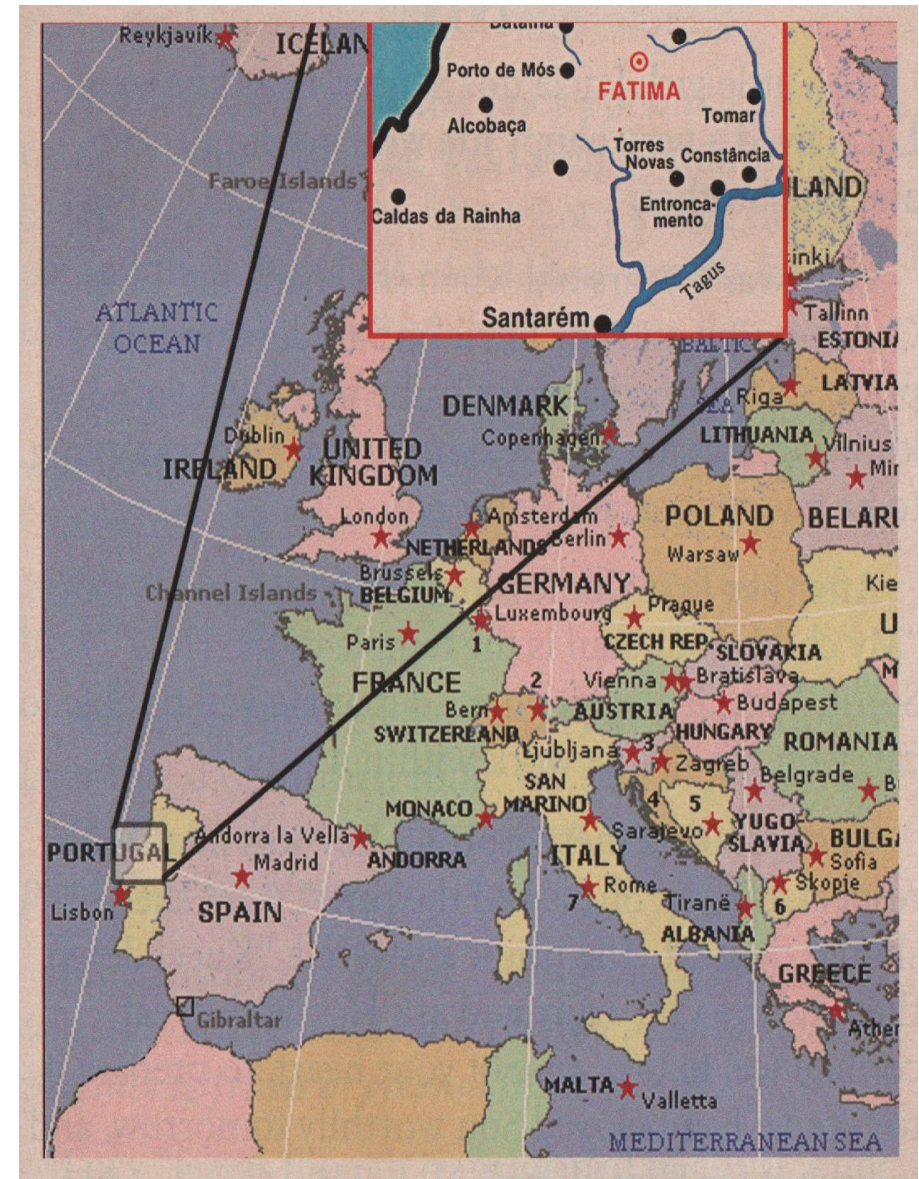 Reykjavík
Batalha
Porto de Mós
FATIMA
Alcobaça
Tomar
Torres
Novas
Constância
Faroe Islands
Caldas da Rainha
Entronca-
mento
Tagus
Santarém
ATLANTIC
OCEAN
Tallinn
ESTONIA
BALTIC
SEA
Riga
LATVIA
DENMARK
Copenhagen
LITHUANIA
Vilnius
Dublin
IRELAND
UNITED
KINGDOM
London
Amsterdam
NETHERLANDS
Berlin
POLAND
Warsaw
Brussels
BELGIUM
GERMANY
Channel Islands
Luxembourg
1
Paris
Prague
CZECH REP.
SLOVAKIA
FRANCE
2
Vienna
Bratislava
Budapest
Bern
SWITZERLAND
AUSTRIA
HUNGARY
Ljubljana
3
Zagreb
ROMANIA
SAN
MARINO
Belgrade
MONACO
4
5
Andorra la Vella
ANDORRA
Sarajevo
YUGO-
SLAVIA
PORTUGAL
Madrid
ITALY
Sofia
Lisbon
SPAIN
Rome
7
Skopje
6
Tiranë
ALBANIA
GREECE
Gibraltar
MALTA
Valletta
MEDITERRANEAN SEA